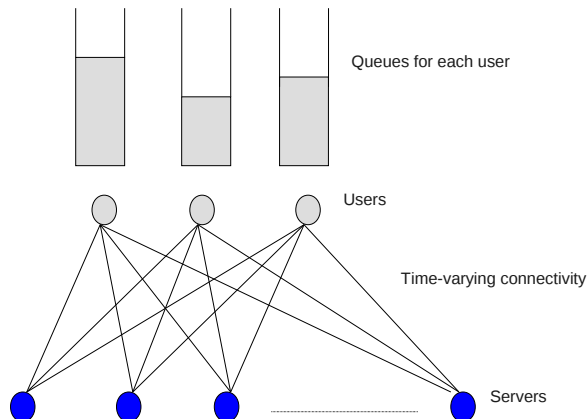 Queues for each user
Users
Time-varying connectivity
Servers